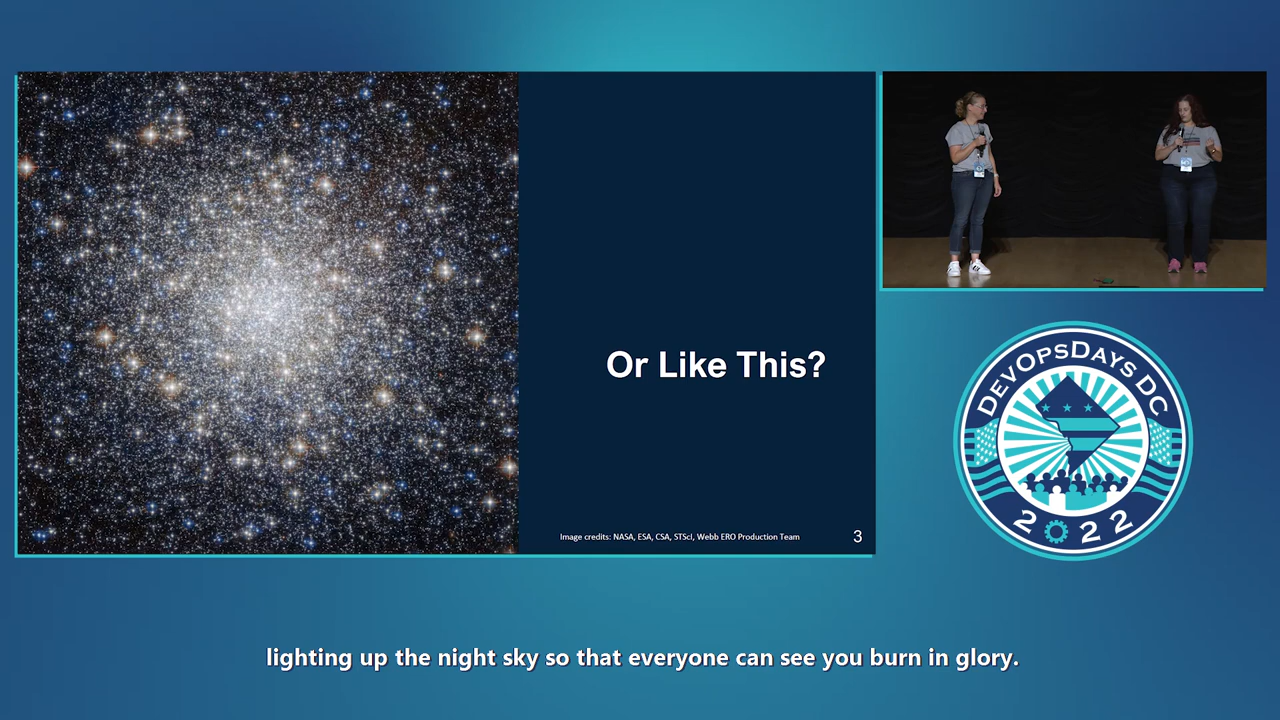 Or Like This?
Image credits: NASA, ESA, CSA, STScI, Webb ERO Production Team
3
DEVOPSDAYS DC
2022
lighting up the night sky so that everyone can see you burn in glory.